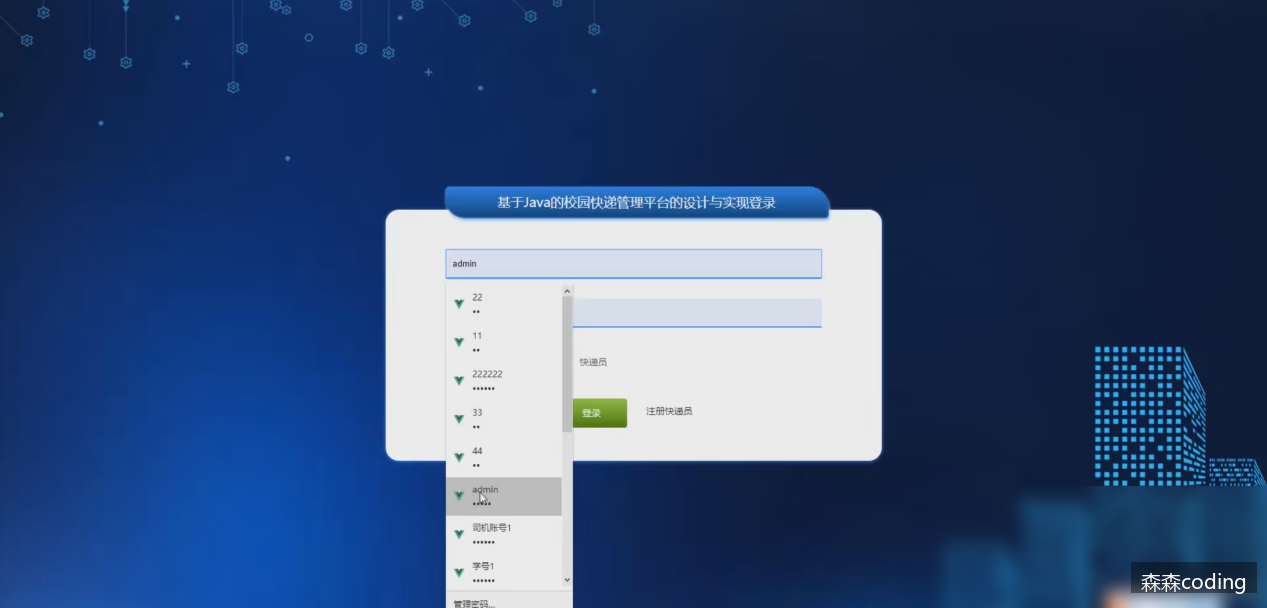 基于Java的校园快递管理平台的设计与实现登录
admin
22
••
11
••
222222
••••••
快递员
33
••
登录
注册快递员
44
••
admin
•••••
司机账号1
••••••
学号1
••••••
管理密码...
森森coding